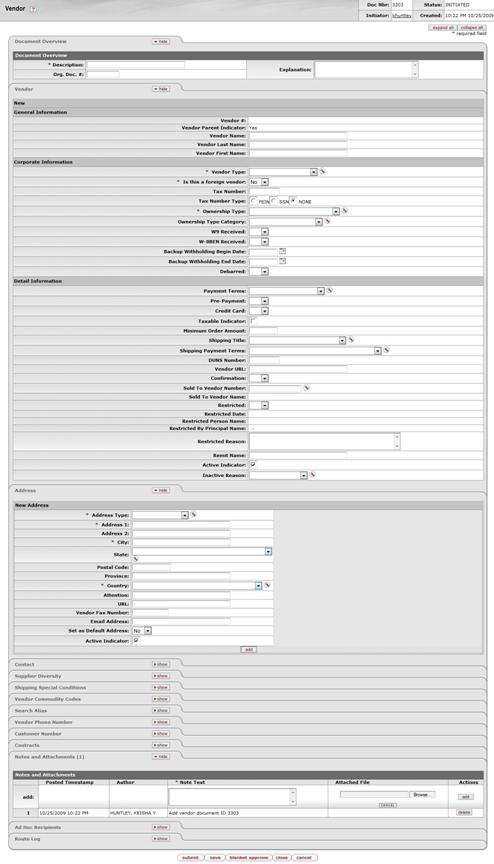 Vendor ?
Doc Nbr: 3303 Status: INITIATED
Initiator: khuntley Created: 10:22 PM 10/25/2009
expand all collapse all
* required field
Document Overview hide
Document Overview
* Description: Explanation:
Org. Doc. #:
Vendor hide
New
General Information
Vendor #:
Vendor Parent Indicator: Yes
Vendor Name:
Vendor Last Name:
Vendor First Name:
Corporate Information
* Vendor Type:
* Is this a foreign vendor: No
Tax Number:
Tax Number Type: FEIN SSN NONE
* Ownership Type:
Ownership Type Category:
W9 Received:
W-8BEN Received:
Backup Withholding Begin Date:
Backup Withholding End Date:
Debarred:
Detail Information
Payment Terms:
Pre-Payment:
Credit Card:
Taxable Indicator:
Minimum Order Amount:
Shipping Title:
Shipping Payment Terms:
DUNS Number:
Vendor URL:
Confirmation:
Sold To Vendor Number:
Sold To Vendor Name:
Restricted:
Restricted Date:
Restricted Person Name:
Restricted By Principal Name: -
Restricted Reason:
Remit Name:
Active Indicator:
Inactive Reason:
Address hide
New Address
* Address Type:
* Address 1:
Address 2:
* City:
State:
Postal Code:
Province:
* Country:
Attention:
URL:
Vendor Fax Number:
Email Address:
Set as Default Address: No
Active Indicator:
add
Contact show
Supplier Diversity show
Shipping Special Conditions show
Vendor Commodity Codes show
Search Alias show
Vendor Phone Number show
Customer Number show
Contracts show
Notes and Attachments (1) hide
Notes and Attachments
Posted Timestamp Author * Note Text Attached File Actions
add: Browse... add
cancel
1 10/25/2009 10:22 PM HUNTLEY, KEISHA Y Add vendor document ID 3303 delete
Ad Hoc Recipients show
Route Log show
submit save blanket approve close cancel